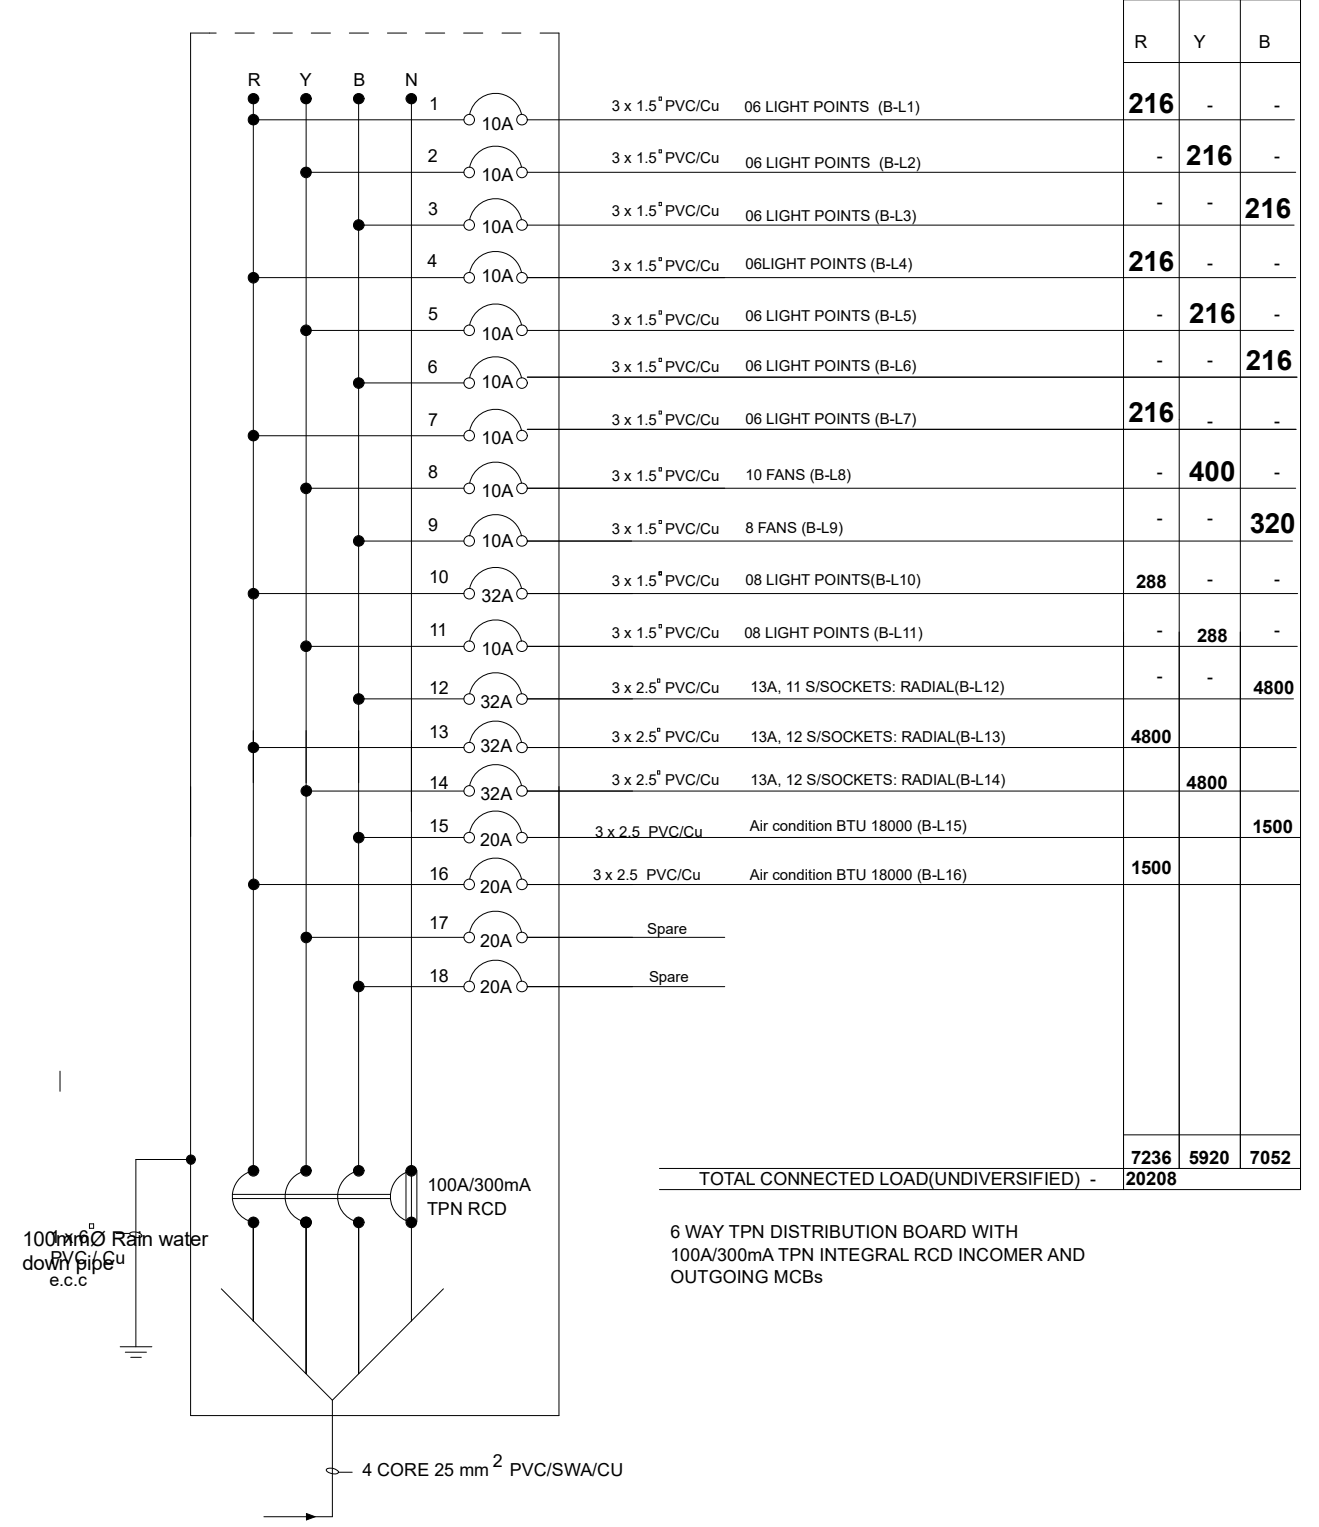 R Y B
R Y B N
1 10A 3 x 1.5▫ PVC/Cu 06 LIGHT POINTS (B-L1) 216 - -
2 10A 3 x 1.5▫ PVC/Cu 06 LIGHT POINTS (B-L2) - 216 -
3 10A 3 x 1.5▫ PVC/Cu 06 LIGHT POINTS (B-L3) - - 216
4 10A 3 x 1.5▫ PVC/Cu 06LIGHT POINTS (B-L4) 216 - -
5 10A 3 x 1.5▫ PVC/Cu 06 LIGHT POINTS (B-L5) - 216 -
6 10A 3 x 1.5▫ PVC/Cu 06 LIGHT POINTS (B-L6) - - 216
7 10A 3 x 1.5▫ PVC/Cu 06 LIGHT POINTS (B-L7) 216 - -
8 10A 3 x 1.5▫ PVC/Cu 10 FANS (B-L8) - 400 -
9 10A 3 x 1.5▫ PVC/Cu 8 FANS (B-L9) - - 320
10 32A 3 x 1.5▫ PVC/Cu 08 LIGHT POINTS(B-L10) 288 - -
11 10A 3 x 1.5▫ PVC/Cu 08 LIGHT POINTS (B-L11) - 288 -
12 32A 3 x 2.5▫ PVC/Cu 13A, 11 S/SOCKETS: RADIAL(B-L12) - - 4800
13 32A 3 x 2.5▫ PVC/Cu 13A, 12 S/SOCKETS: RADIAL(B-L13) 4800
14 32A 3 x 2.5▫ PVC/Cu 13A, 12 S/SOCKETS: RADIAL(B-L14) 4800
15 20A 3 x 2.5 PVC/Cu Air condition BTU 18000 (B-L15) 1500
16 20A 3 x 2.5 PVC/Cu Air condition BTU 18000 (B-L16) 1500
17 20A Spare
18 20A Spare
7236 5920 7052
TOTAL CONNECTED LOAD(UNDIVERSIFIED) - 20208
100A/300mA
TPN RCD
1 x 6▫
PVC / Cu
e.c.c
100mmØ Rain water
down pipe
6 WAY TPN DISTRIBUTION BOARD WITH
100A/300mA TPN INTEGRAL RCD INCOMER AND
OUTGOING MCBs
4 CORE 25 mm 2 PVC/SWA/CU